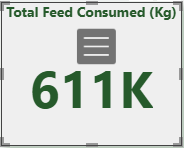 Total Feed Consumed (Kg)
611K